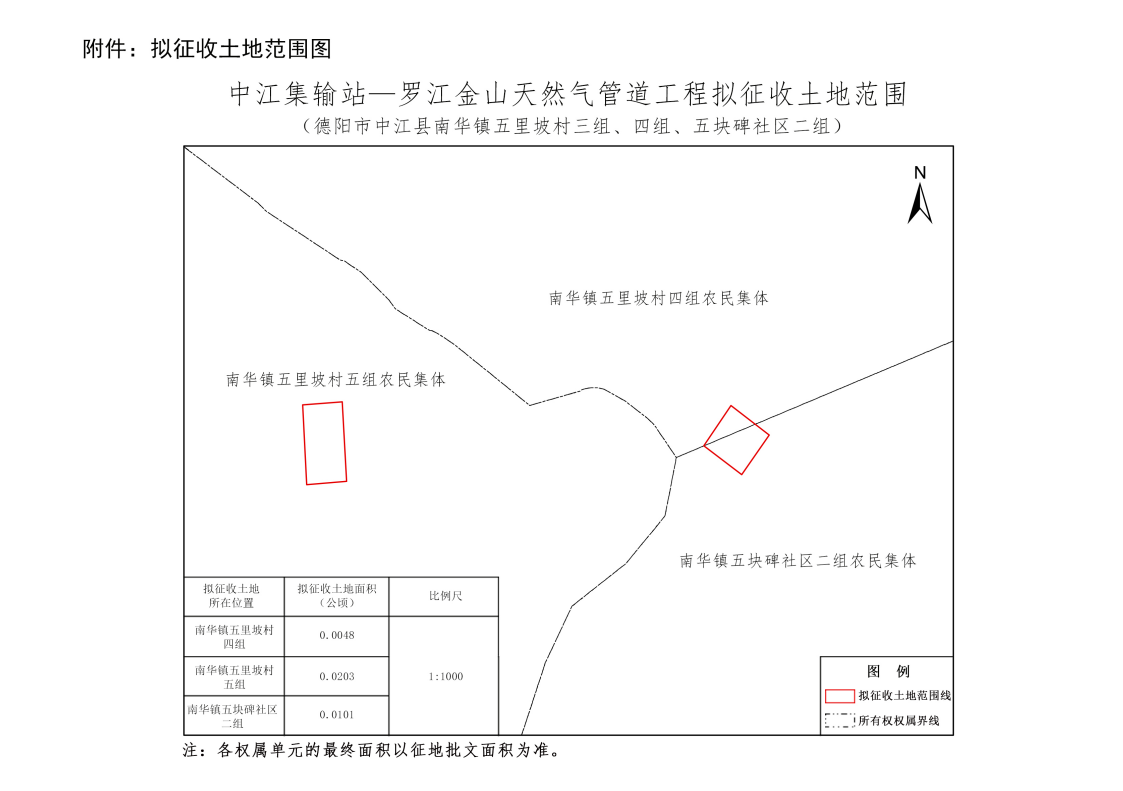 附件：拟征收土地范围图
中江集输站—罗江金山天然气管道工程拟征收土地范围
（德阳市中江县南华镇五里坡村三组、四组、五块碑社区二组）
N
南华镇五里坡村四组农民集体
南华镇五里坡村五组农民集体
南华镇五块碑社区二组农民集体
拟征收土地
所在位置
拟征收土地面积
（公顷）
比例尺
南华镇五里坡村
四组
0.0048
南华镇五里坡村
五组
0.0203
1:1000
南华镇五块碑社区
二组
0.0101
图 例
拟征收土地范围线
所有权权属界线
注：各权属单元的最终面积以征地批文面积为准。